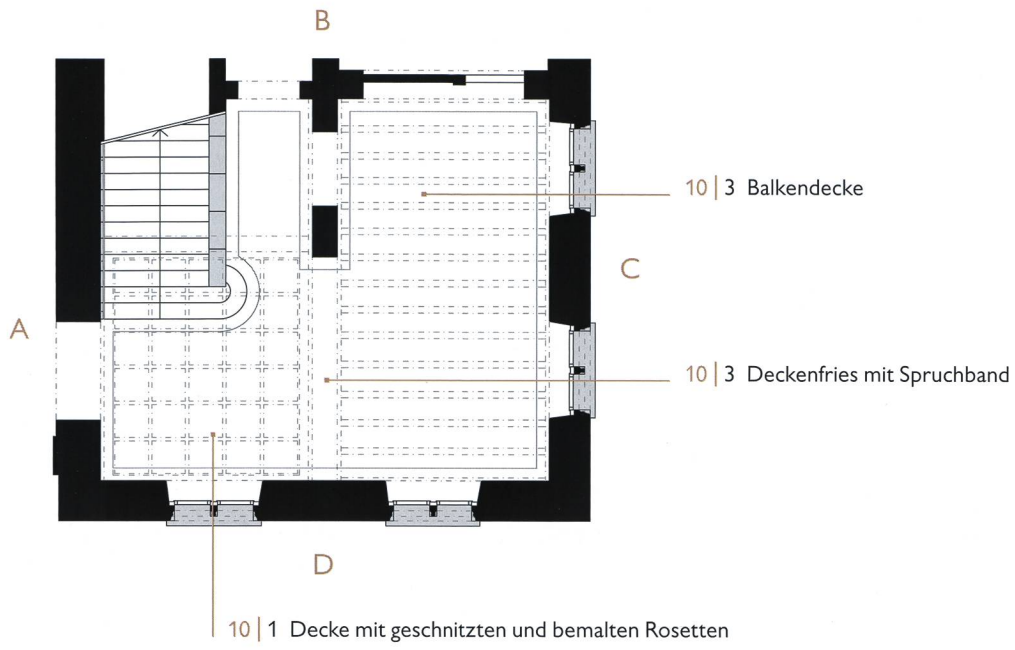 B
10 | 3 Balkendecke
C
A
10 | 3 Deckenfries mit Spruchband
D
10 | 1 Decke mit geschnitzten und bemalten Rosetten